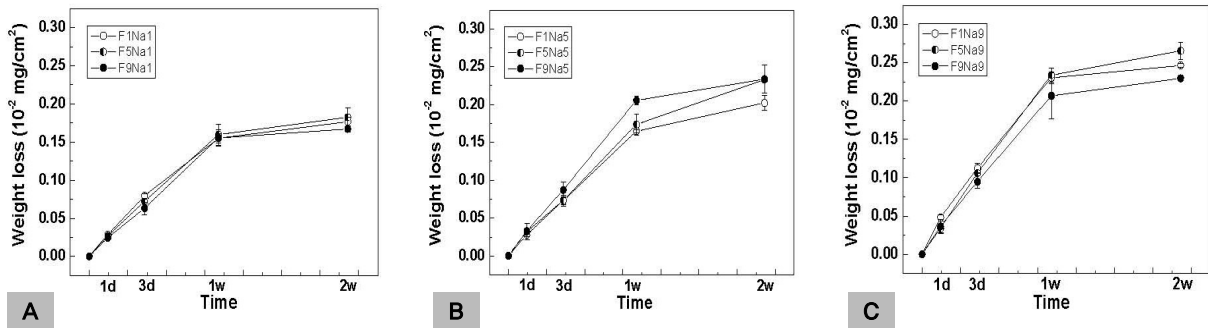 0.30
0.25
0.20
0.15
0.10
0.05
0.00
Weight loss (10⁻² mg/cm²)
F1Na1
F5Na1
F9Na1
1d 3d 1w 2w
Time
A
0.30
0.25
0.20
0.15
0.10
0.05
0.00
Weight loss (10⁻² mg/cm²)
F1Na5
F5Na5
F9Na5
1d 3d 1w 2w
Time
B
0.30
0.25
0.20
0.15
0.10
0.05
0.00
Weight loss (10⁻² mg/cm²)
F1Na9
F5Na9
F9Na9
1d 3d 1w 2w
Time
C